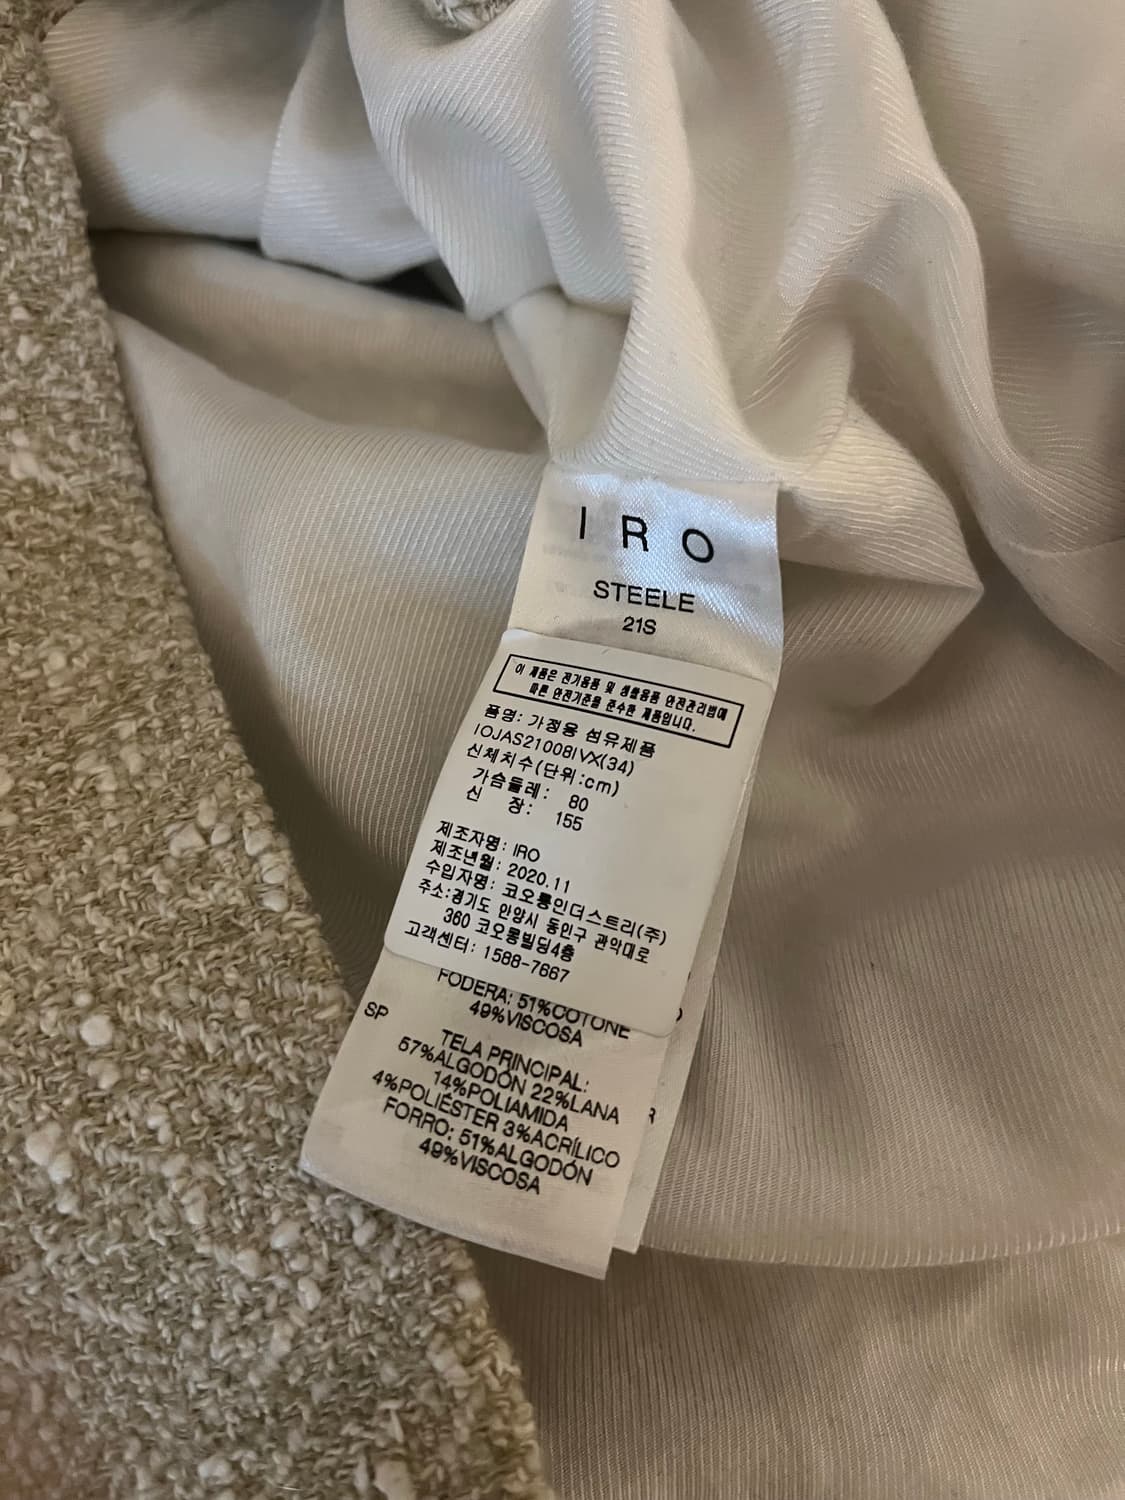 IRO
STEELE
21S
이 제품은 전기용품 및 생활용품 안전관리법에
따른 안전기준을 준수한 제품입니다.
품명: 가정용 섬유제품
IOJAS21008IVX(34)
신체치수(단위:cm)
가슴둘레: 80
신 장: 155
제조자명: IRO
제조년월: 2020.11
수입자명: 코오롱인더스트리(주)
주소:경기도 안양시 동안구 관악대로
360 코오롱빌딩4층
고객센터: 1588-7667
FODERA: 51%COTONE
49%VISCOSA
SP
TELA PRINCIPAL:
57%ALGODÓN 22%LANA
14%POLIAMIDA
4%POLIÉSTER 3%ACRÍLICO
FORRO: 51%ALGODÓN
49%VISCOSA